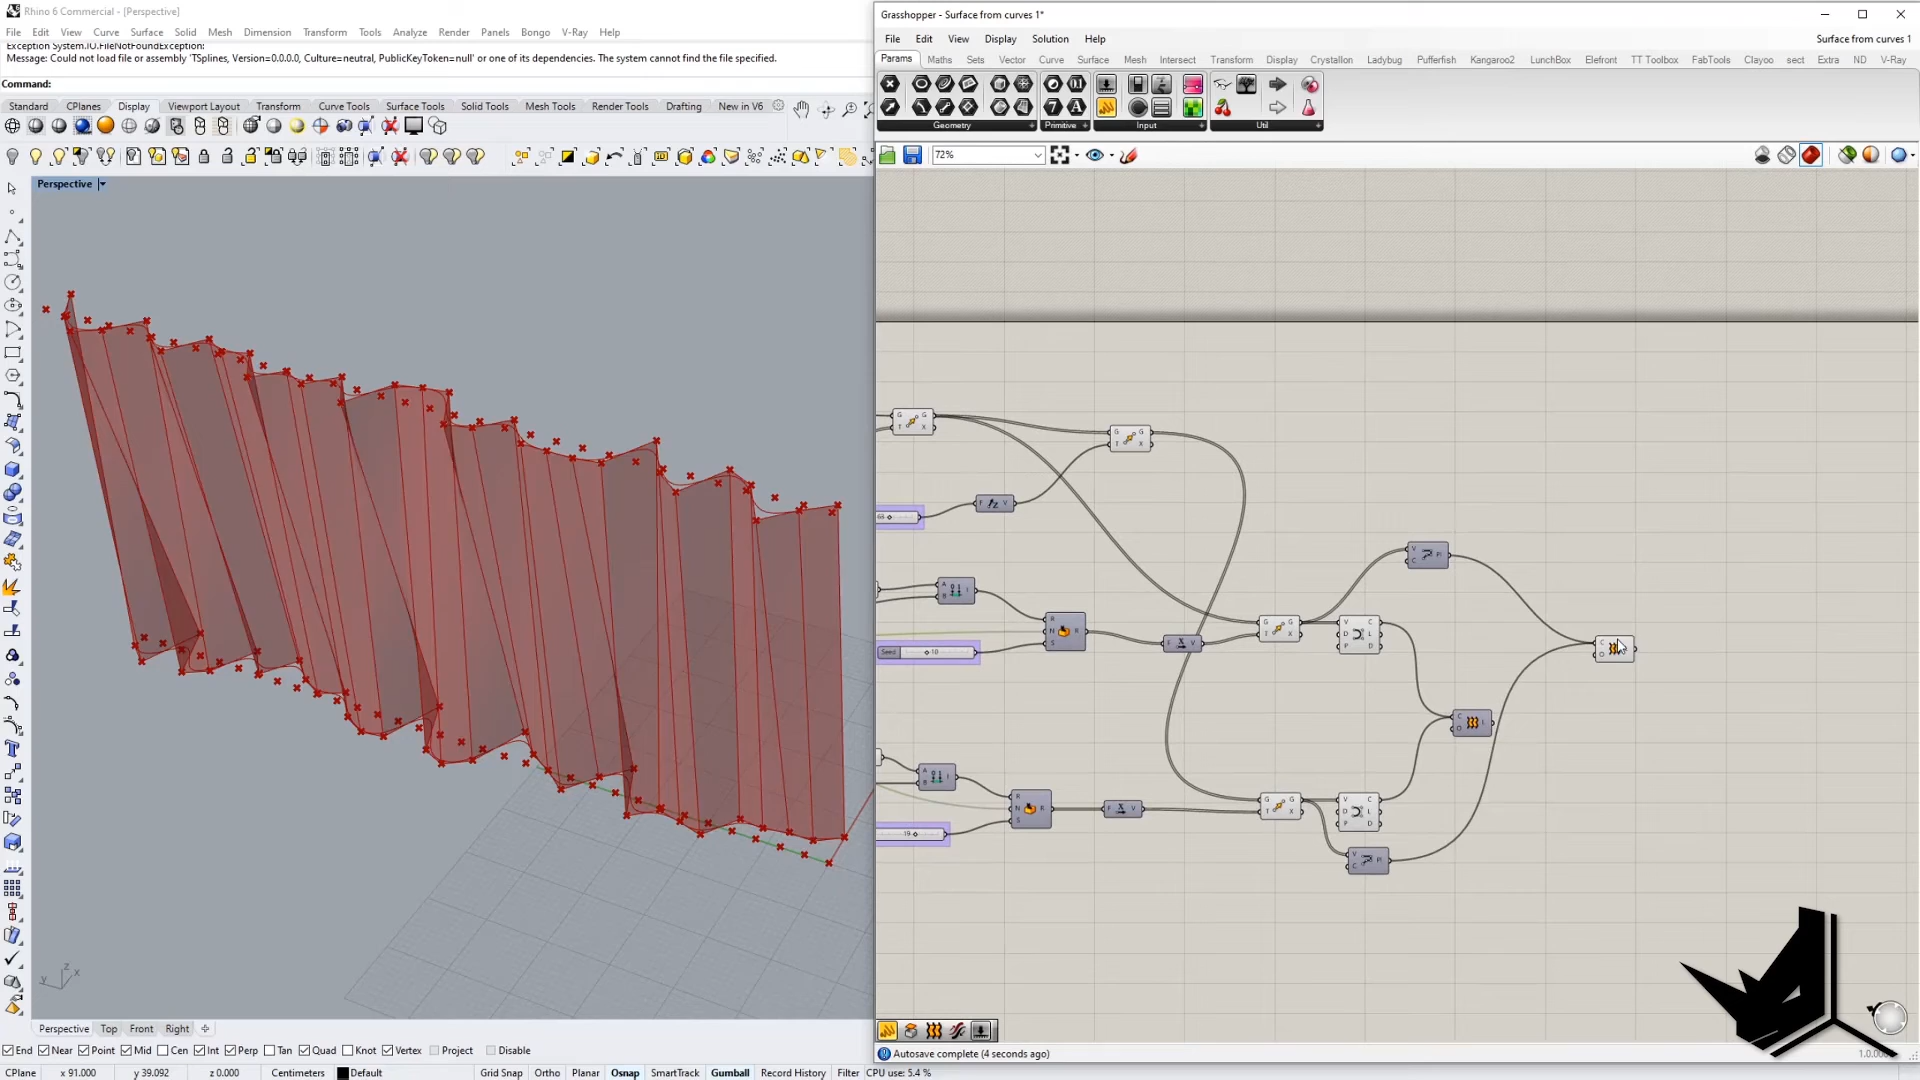 Rhino 6 Commercial - [Perspective]
File Edit View Curve Surface Solid Mesh Dimension Transform Tools Analyze Render Panels Bongo V-Ray Help
Exception System.IO.FileNotFoundException:
Message: Could not load file or assembly 'TSplines, Version=0.0.0.0, Culture=neutral, PublicKeyToken=null' or one of its dependencies. The system cannot find the file specified.
Command:
Standard CPlanes Display Viewport Layout Transform Curve Tools Surface Tools Solid Tools Mesh Tools Render Tools Drafting New in V6
Perspective
z
y x
Perspective Top Front Right
End Near Point Mid Cen Int Perp Tan Quad Knot Vertex Project Disable
CPlane x 91.000 y 39.092 z 0.000 Centimeters Default Grid Snap Ortho Planar Osnap SmartTrack Gumball Record History Filter CPU use: 5.4 %
Grasshopper - Surface from curves 1*
File Edit View Display Solution Help
Surface from curves 1
Params Maths Sets Vector Curve Surface Mesh Intersect Transform Display Crystallon Ladybug Pufferfish Kangaroo2 LunchBox Elefront TT Toolbox FabTools Clayoo sect Extra ND V-Ray
Geometry Primitive Input Util
72%
G T G X
G T G X
F V
A B I
R N S R
Seed 10
F V
G T G X
V D P C L D
V C Pl
C O
C O L
A B I
R N S R
19
F V
G T G X
V D P C L D
V C Pl
Autosave complete (4 seconds ago)